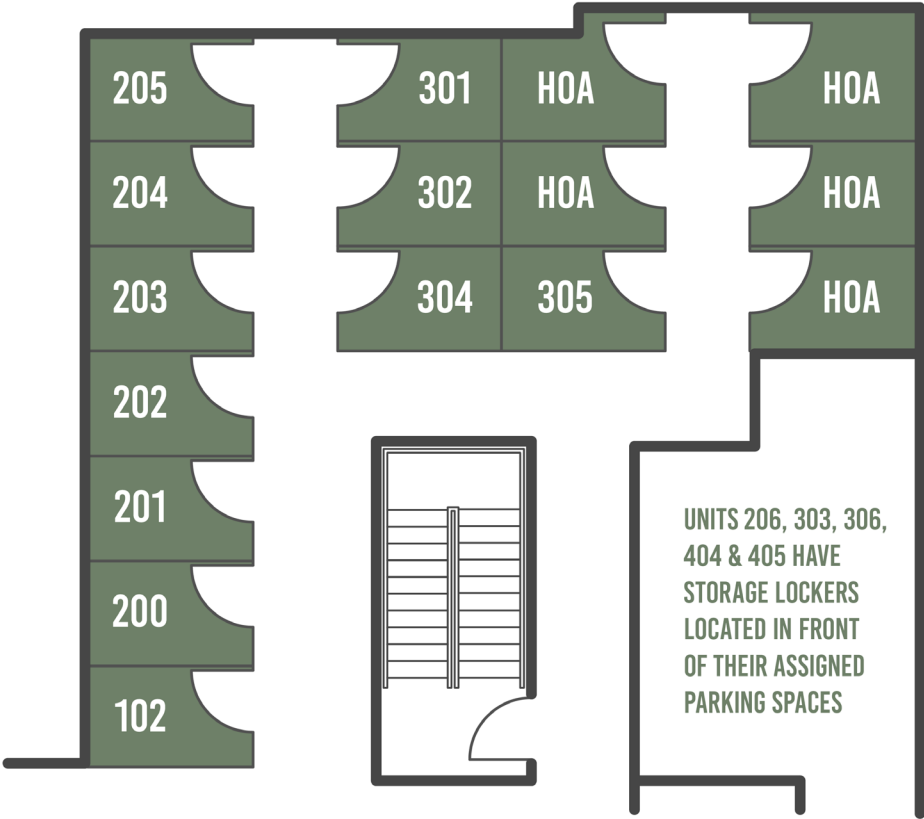 205
301
HOA
HOA
204
302
HOA
HOA
203
304
305
HOA
202
201
200
102
UNITS 206, 303, 306,
404 & 405 HAVE
STORAGE LOCKERS
LOCATED IN FRONT
OF THEIR ASSIGNED
PARKING SPACES